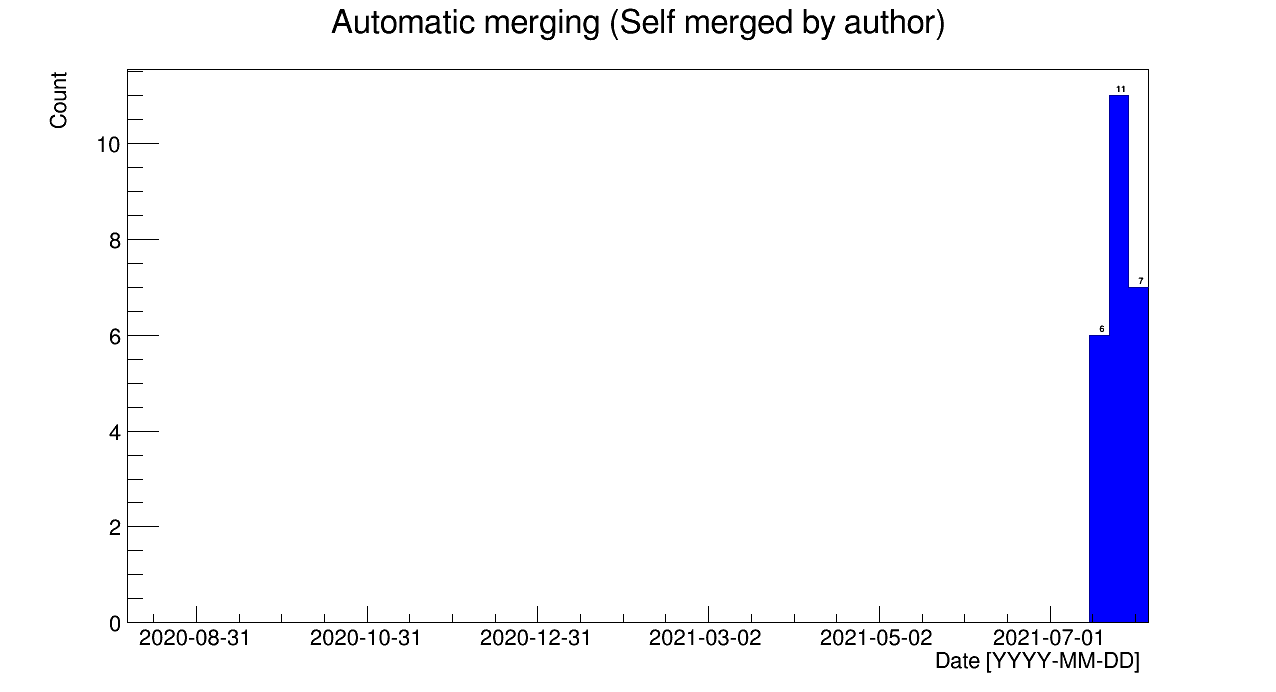 Automatic merging (Self merged by author)
Count
11
10
8
7
6
6
4
2
0
2020-08-31 2020-10-31 2020-12-31 2021-03-02 2021-05-02 2021-07-01
Date [YYYY-MM-DD]